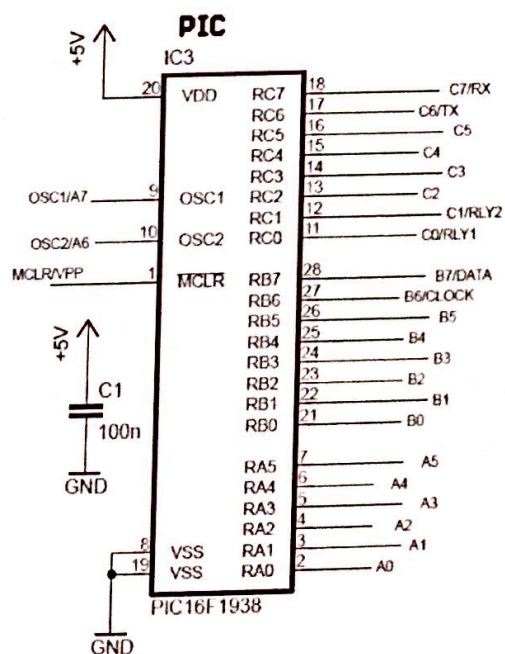 PIC
IC3
+5V
20 VDD RC7 18 C7/RX
RC6 17 C6/TX
RC5 16 C5
RC4 15 C4
RC3 14 C3
OSC1/A7 9 OSC1 RC2 13 C2
RC1 12 C1/RLY2
OSC2/A6 10 OSC2 RC0 11 C0/RLY1
MCLR/VPP 1 MCLR RB7 28 B7/DATA
RB6 27 B6/CLOCK
RB5 26 B5
+5V
RB4 25 B4
RB3 24 B3
C1
RB2 23 B2
100n
RB1 22 B1
RB0 21 B0
GND
RA5 7 A5
RA4 6 A4
RA3 5 A3
RA2 4 A2
8 VSS RA1 3 A1
19 VSS RA0 2 A0
PIC16F1938
GND